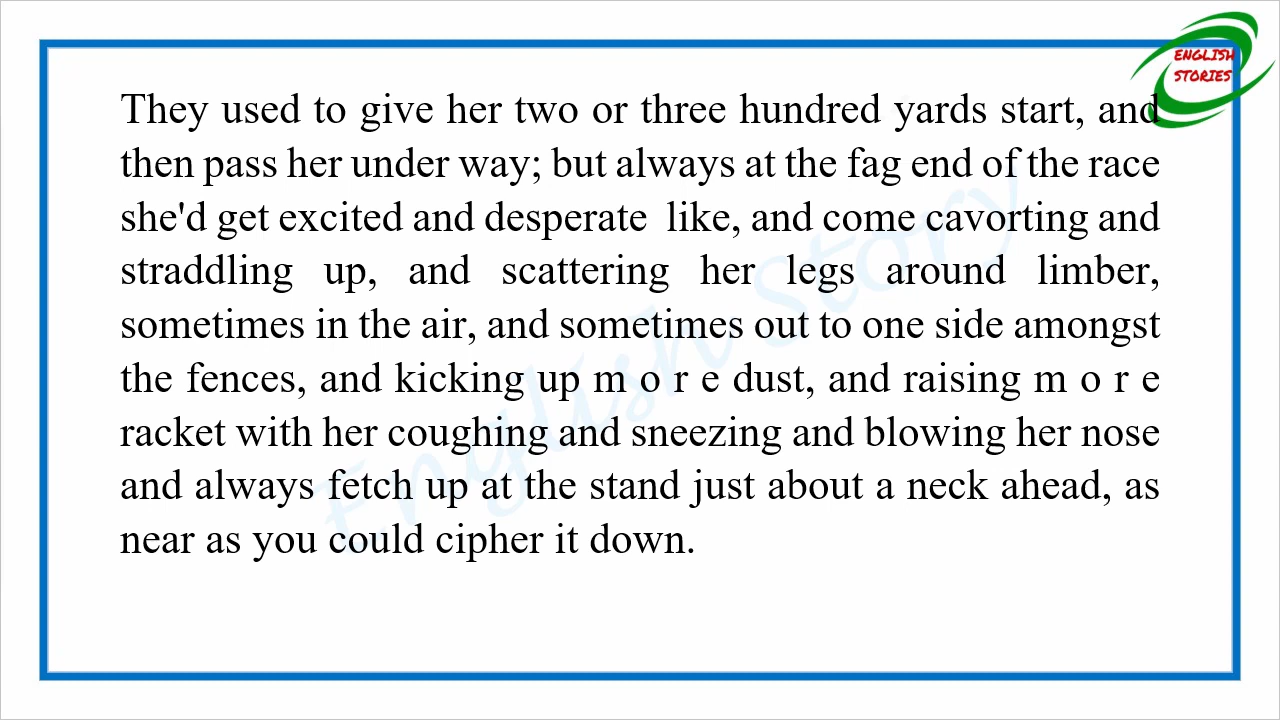 ENGLISH
STORIES
They used to give her two or three hundred yards start, and
then pass her under way; but always at the fag end of the race
she'd get excited and desperate  like, and come cavorting and
straddling up, and scattering her legs around limber,
sometimes in the air, and sometimes out to one side amongst
the fences, and kicking up m o r e dust, and raising m o r e
racket with her coughing and sneezing and blowing her nose
and always fetch up at the stand just about a neck ahead, as
near as you could cipher it down.
English Story